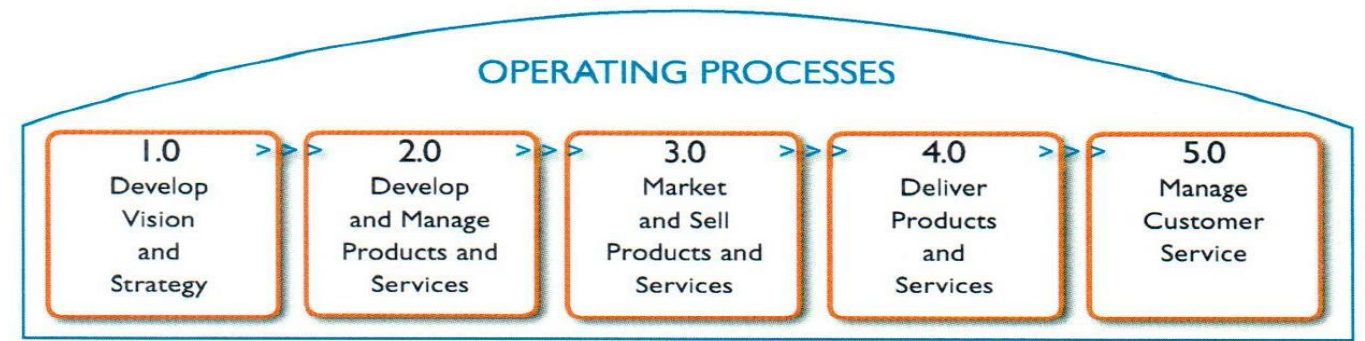 OPERATING PROCESSES
1.0 >>>
Develop
Vision
and
Strategy
2.0 >>>
Develop
and Manage
Products and
Services
3.0 >>>
Market
and Sell
Products and
Services
4.0 >>>
Deliver
Products
and
Services
5.0
Manage
Customer
Service